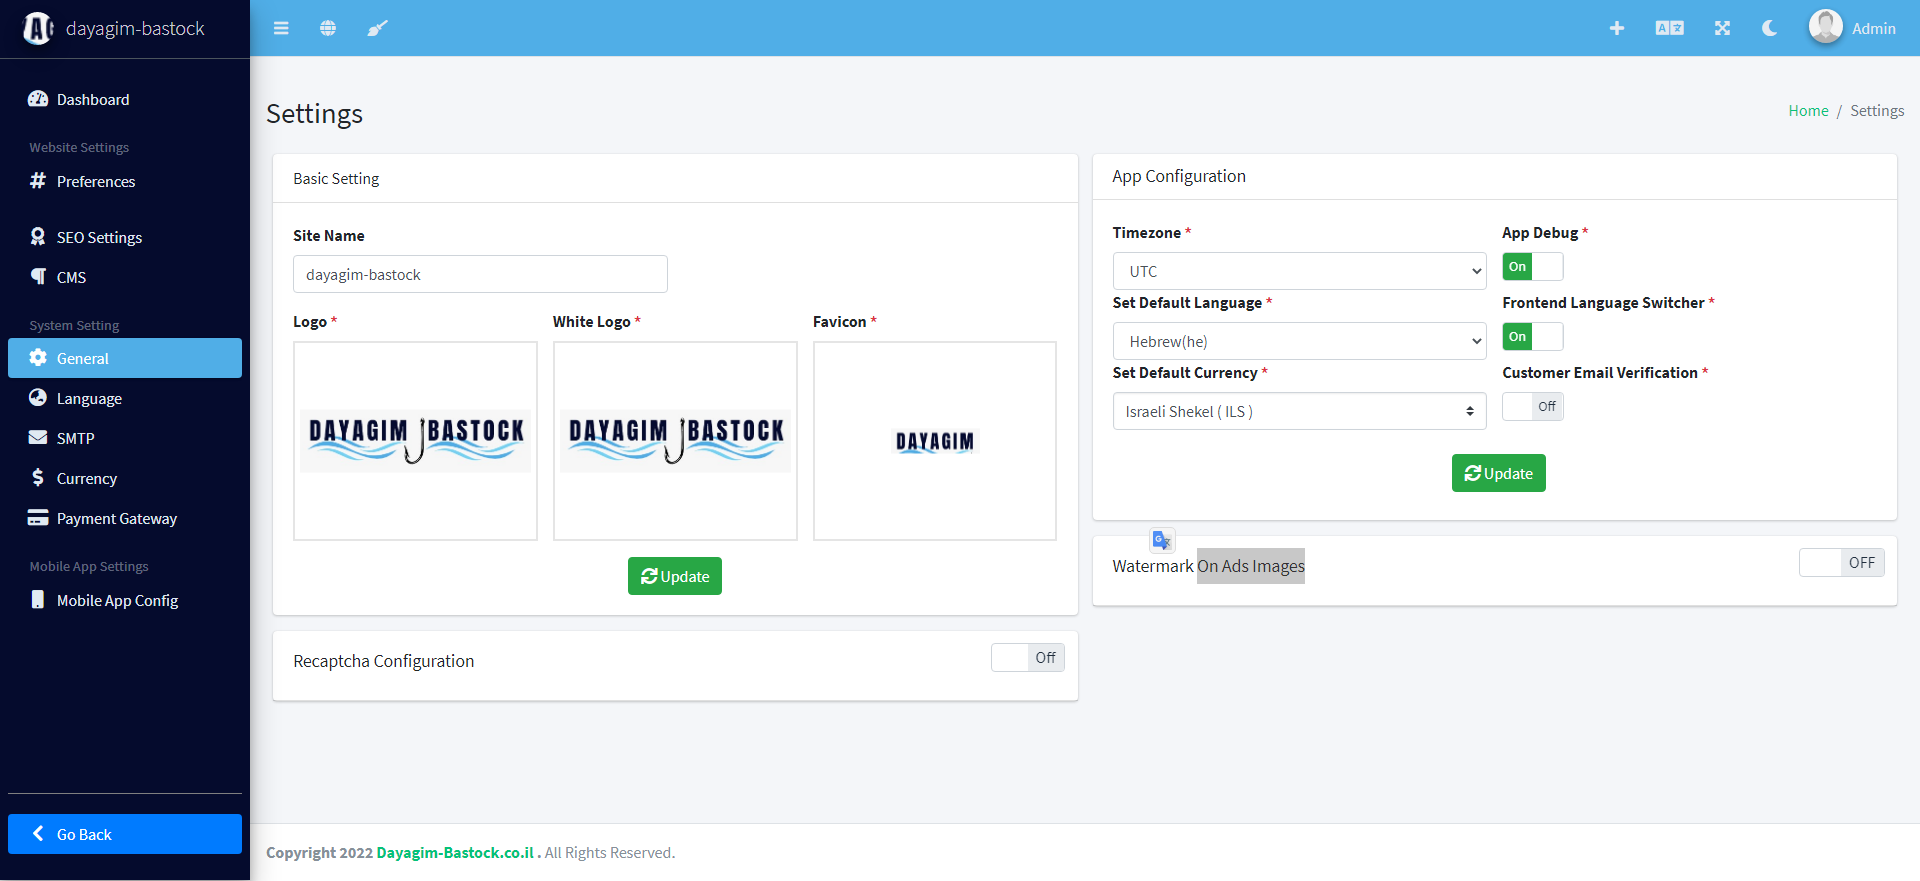 dayagim-bastock
Admin
Dashboard
Website Settings
Preferences
SEO Settings
CMS
System Setting
General
Language
SMTP
Currency
Payment Gateway
Mobile App Settings
Mobile App Config
Go Back
Settings
Home / Settings
Basic Setting
Site Name
dayagim-bastock
Logo * White Logo * Favicon *
DAYAGIM BASTOCK
DAYAGIM BASTOCK
DAYAGIM
Update
Recaptcha Configuration
Off
App Configuration
Timezone *
UTC
App Debug *
On
Set Default Language *
Hebrew(he)
Frontend Language Switcher *
On
Set Default Currency *
Israeli Shekel ( ILS )
Customer Email Verification *
Off
Update
Watermark On Ads Images
OFF
Copyright 2022 Dayagim-Bastock.co.il . All Rights Reserved.